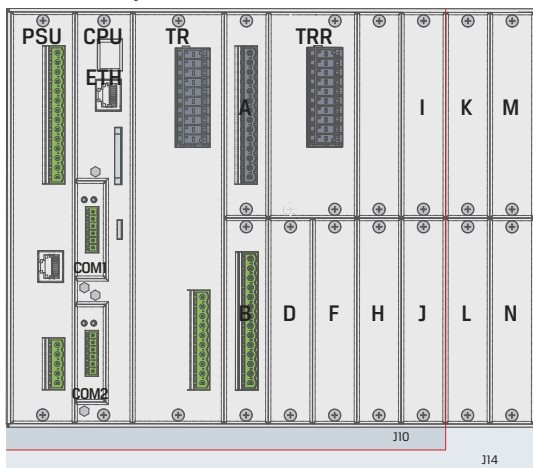 PSU CPU TR TRR
ETH
A I K M
COM1
B D F H J L N
COM2
J10
J14